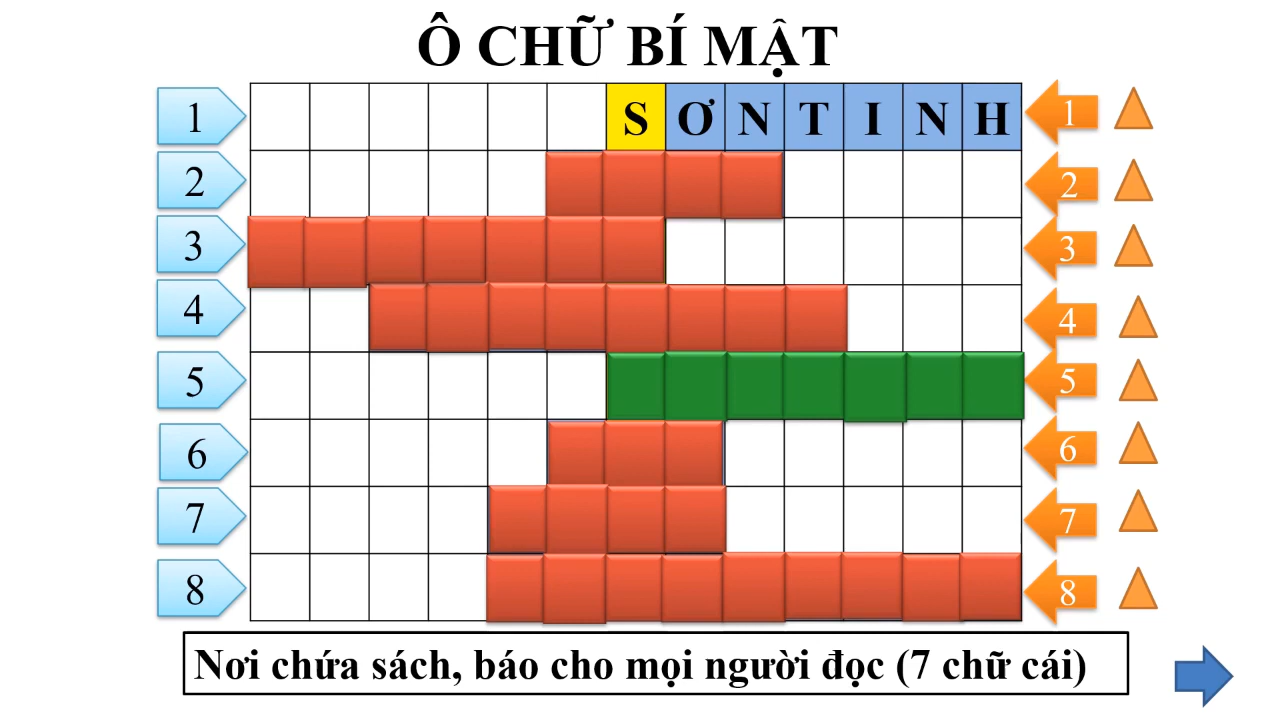 Ô CHỮ BÍ MẬT
1 S Ơ N T I N H 1
2 2
3 3
4 4
5 5
6 6
7 7
8 8
Nơi chứa sách, báo cho mọi người đọc (7 chữ cái)